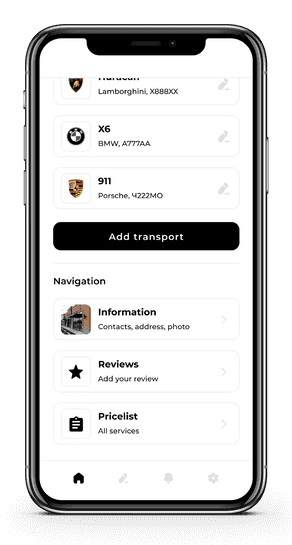 Huracan
Lamborghini, X888XX
X6
BMW, A777AA
911
Porsche, Ч222МО
Add transport
Navigation
Information
Contacts, address, photo
Reviews
Add your review
Pricelist
All services